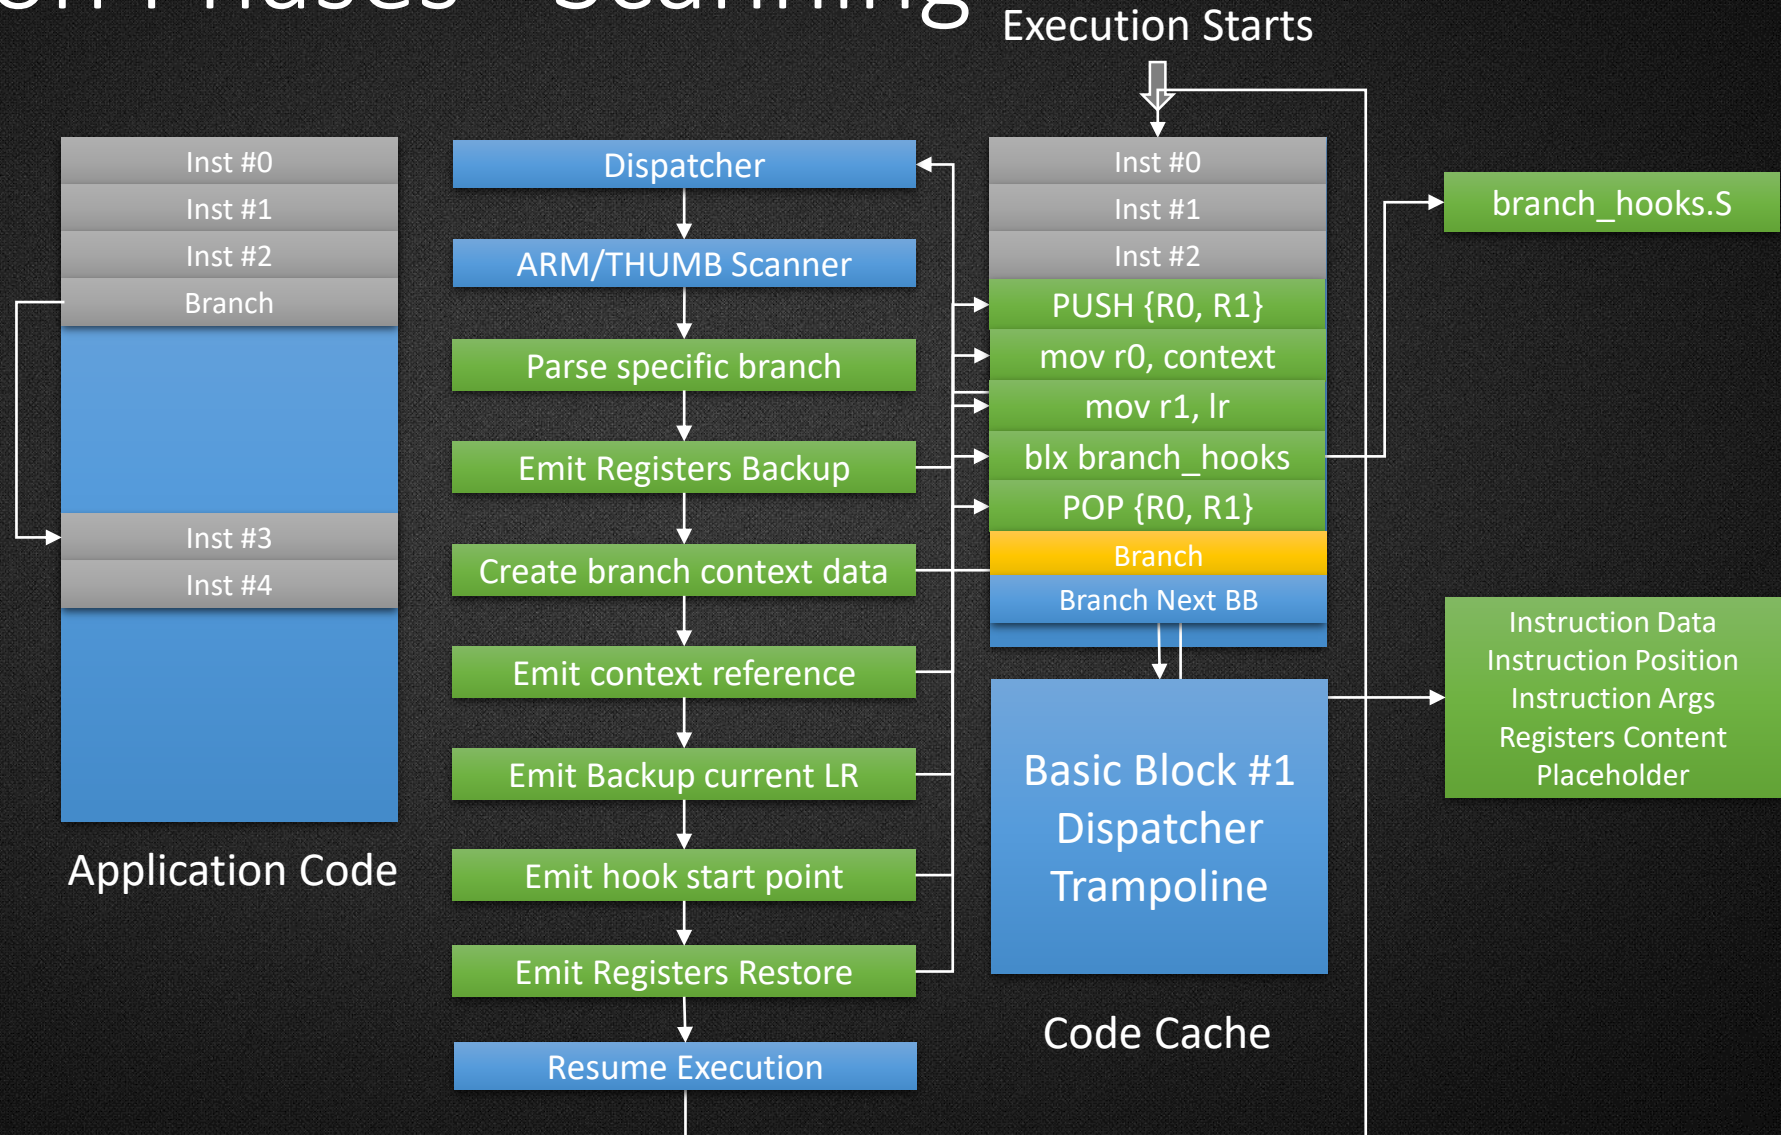 Scanning
Execution Starts
Inst #0
Inst #1
Inst #2
Branch
Inst #3
Inst #4
Application Code
Dispatcher
ARM/THUMB Scanner
Parse specific branch
Emit Registers Backup
Create branch context data
Emit context reference
Emit Backup current LR
Emit hook start point
Emit Registers Restore
Resume Execution
Inst #0
Inst #1
Inst #2
PUSH {R0, R1}
mov r0, context
mov r1, lr
blx branch_hooks
POP {R0, R1}
Branch
Branch Next BB
Basic Block #1
Dispatcher
Trampoline
Code Cache
branch_hooks.S
Instruction Data
Instruction Position
Instruction Args
Registers Content
Placeholder